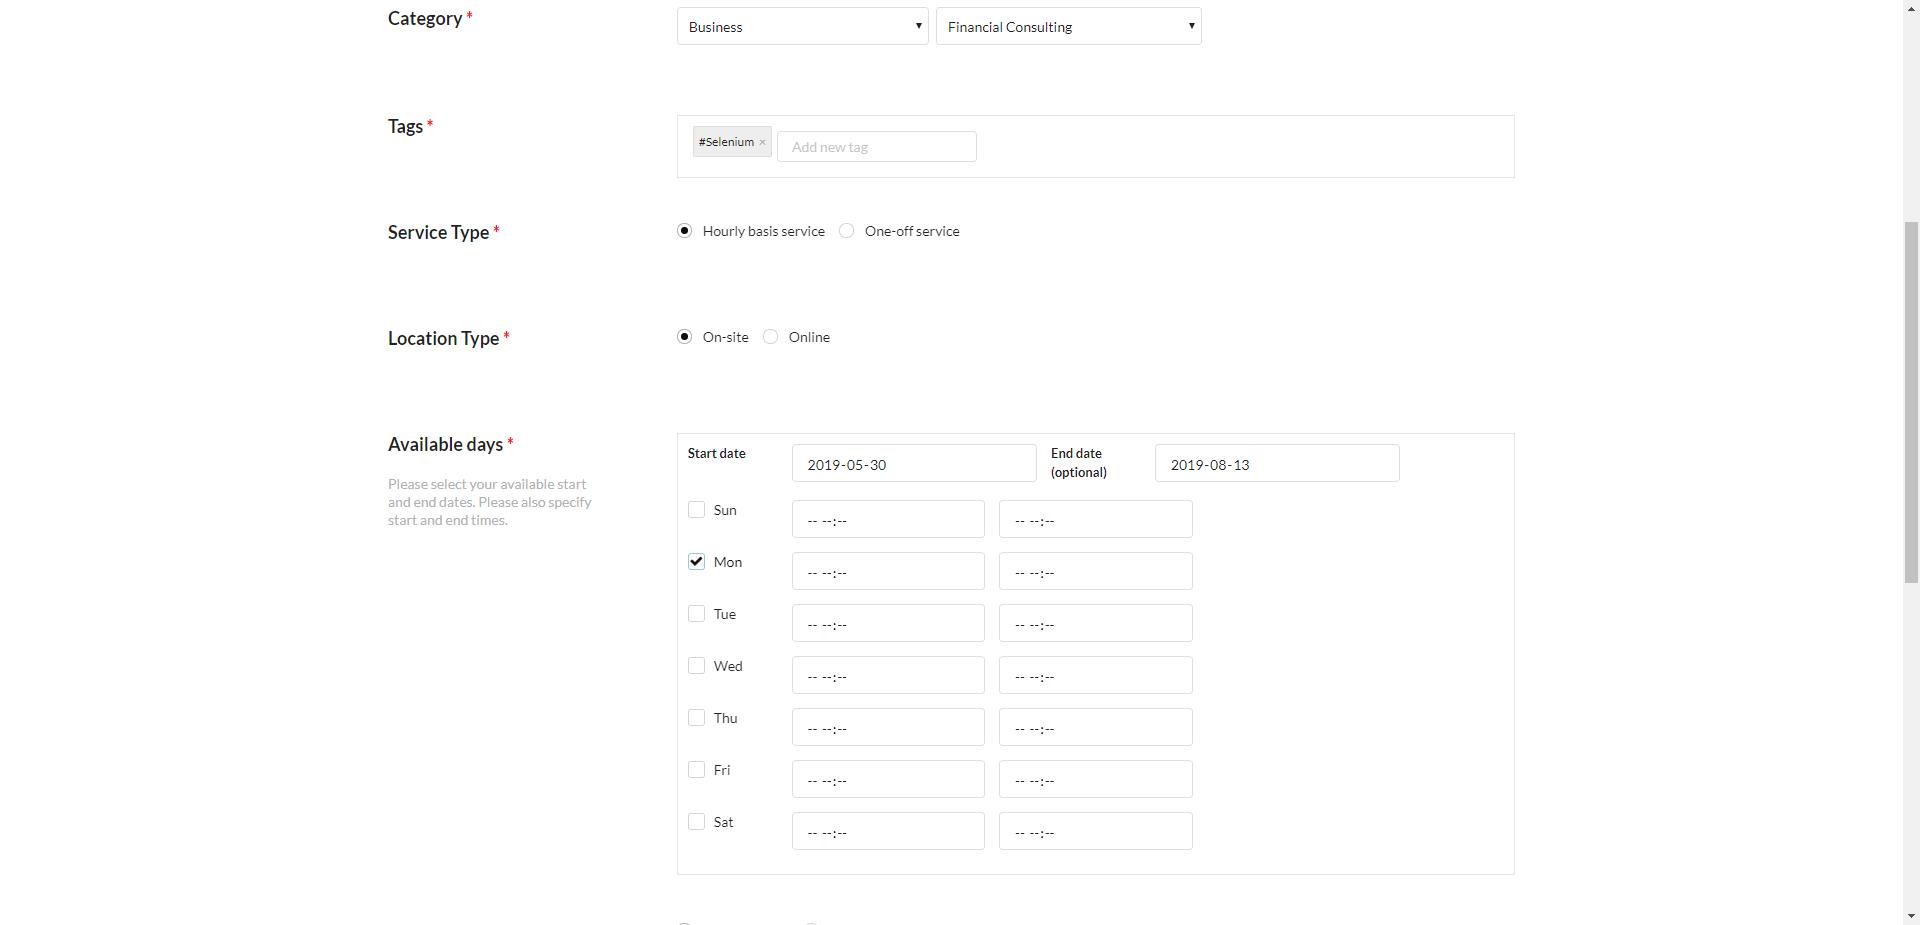 Category *
Business
Financial Consulting
Tags *
#Selenium ×
Add new tag
Service Type *
Hourly basis service
One-off service
Location Type *
On-site
Online
Available days *
Please select your available start
and end dates. Please also specify
start and end times.
Start date
2019-05-30
End date
(optional)
2019-08-13
Sun
-- --:--
-- --:--
Mon
-- --:--
-- --:--
Tue
-- --:--
-- --:--
Wed
-- --:--
-- --:--
Thu
-- --:--
-- --:--
Fri
-- --:--
-- --:--
Sat
-- --:--
-- --:--